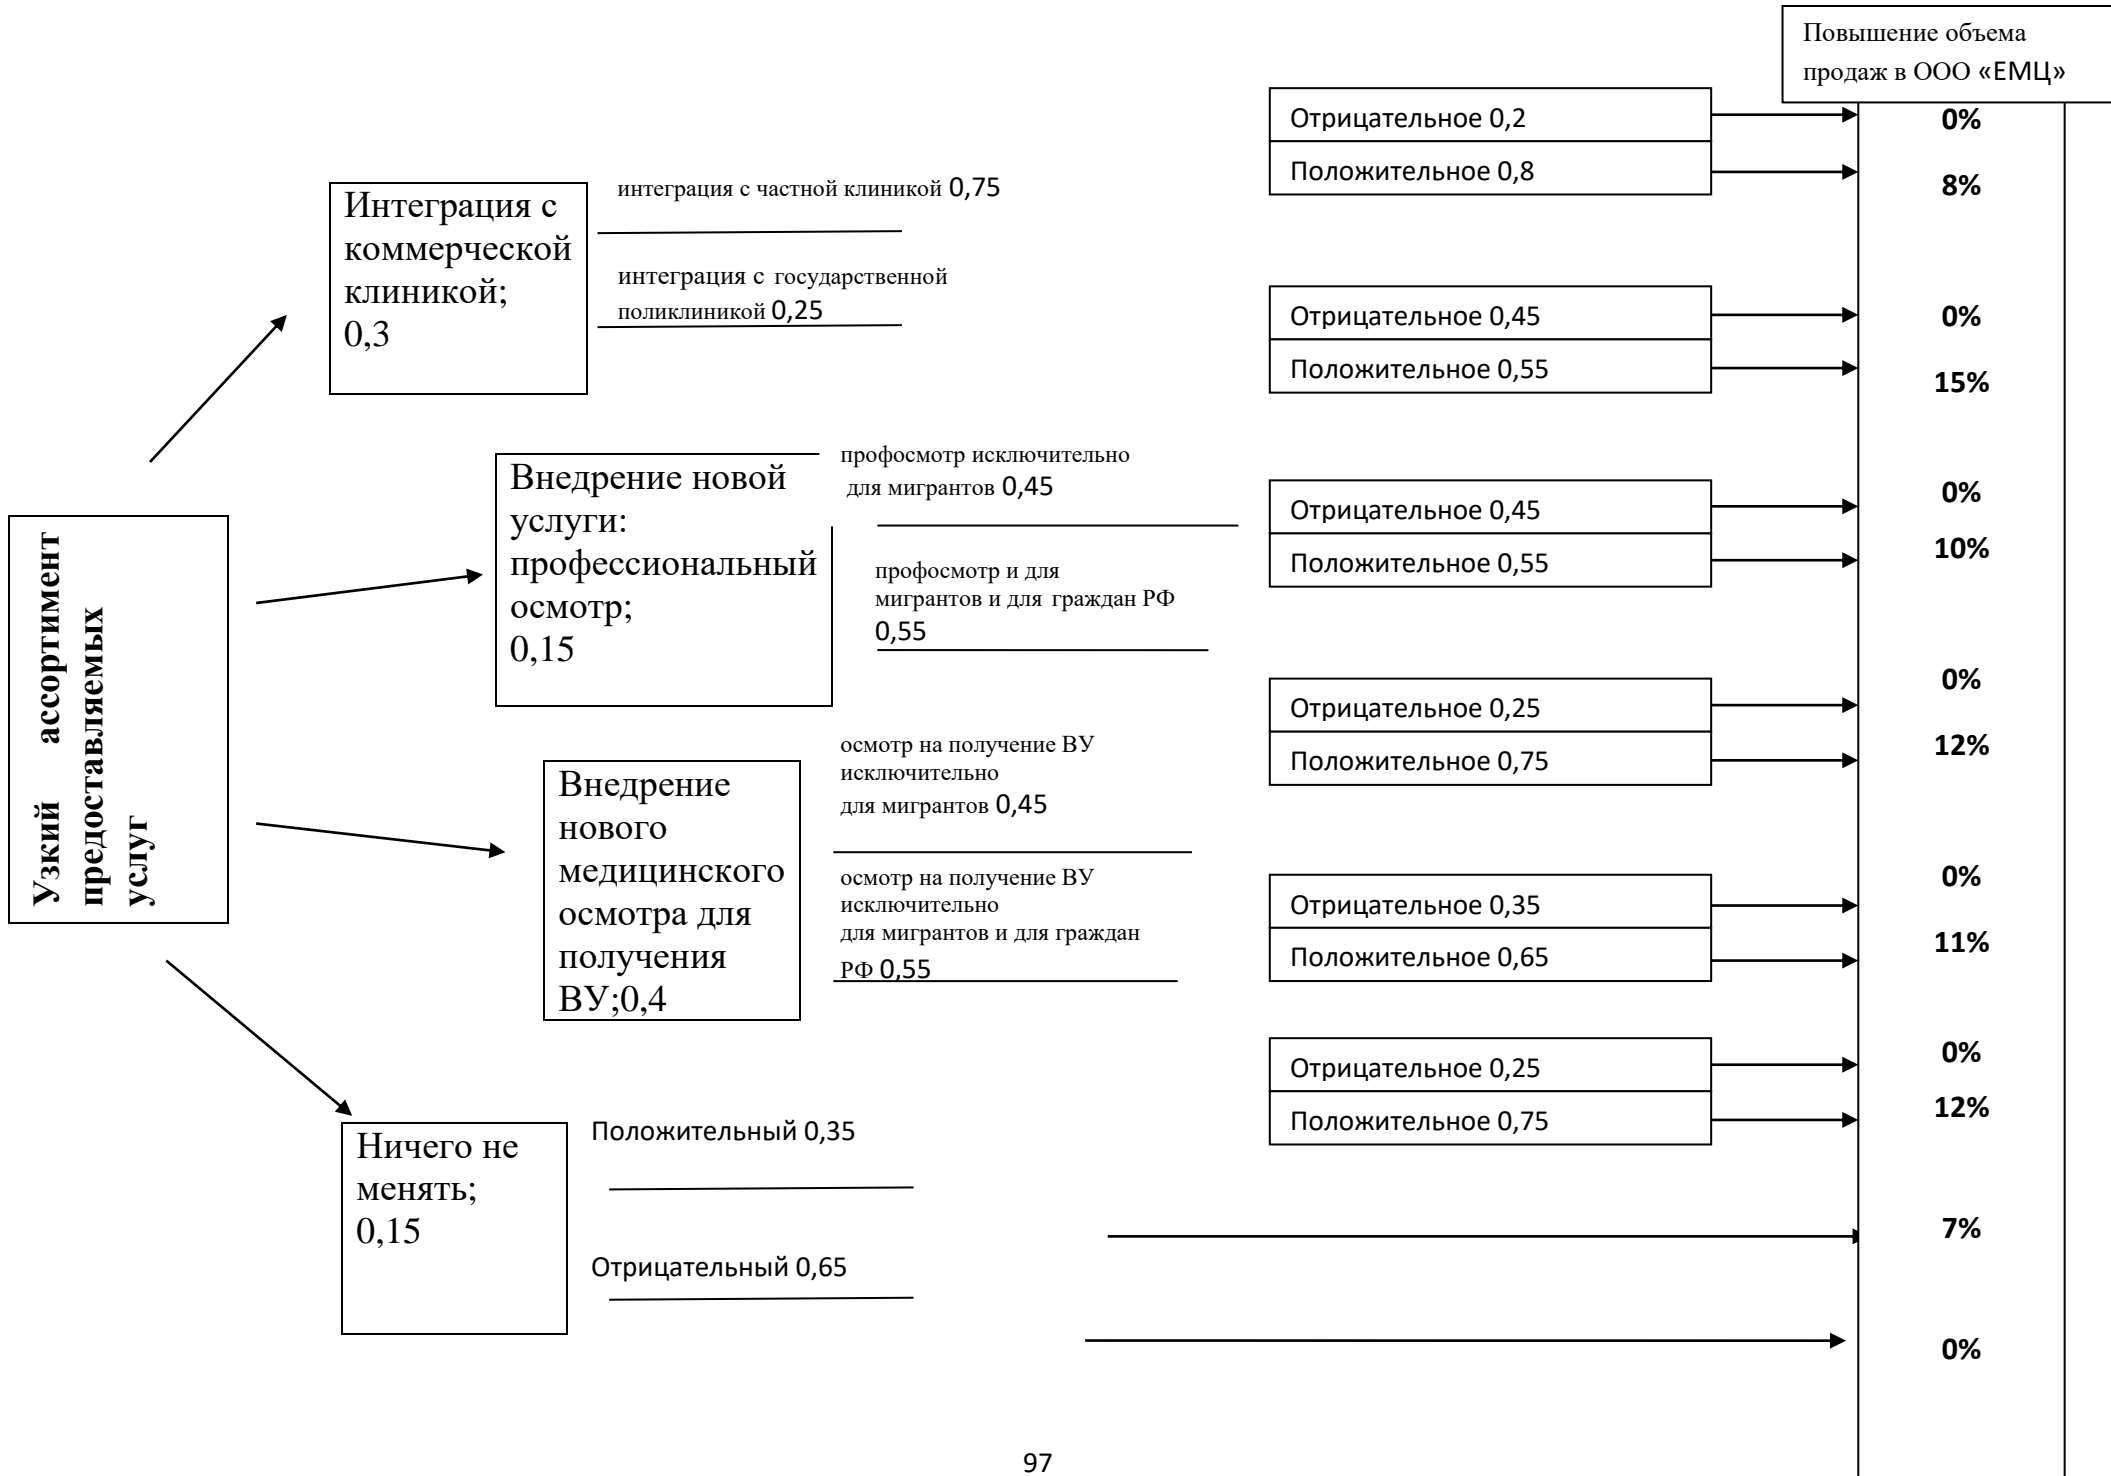 Повышение объема
продаж в ООО «ЕМЦ»
Отрицательное 0,2
0%
Положительное 0,8
8%
Интеграция с
коммерческой
клиникой;
0,3
интеграция с частной клиникой 0,75
интеграция с государственной
поликлиникой 0,25
Отрицательное 0,45
0%
Положительное 0,55
15%
Внедрение новой
услуги:
профессиональный
осмотр;
0,15
профосмотр исключительно
для мигрантов 0,45
профосмотр и для
мигрантов и для граждан РФ
0,55
Отрицательное 0,45
0%
Положительное 0,55
10%
Узкий ассортимент
предоставляемых
услуг
Отрицательное 0,25
0%
Положительное 0,75
12%
Внедрение
нового
медицинского
осмотра для
получения
ВУ;0,4
осмотр на получение ВУ
исключительно
для мигрантов 0,45
осмотр на получение ВУ
исключительно
для мигрантов и для граждан
РФ 0,55
Отрицательное 0,35
0%
Положительное 0,65
11%
Отрицательное 0,25
0%
Положительное 0,75
12%
Ничего не
менять;
0,15
Положительный 0,35
7%
Отрицательный 0,65
0%
97